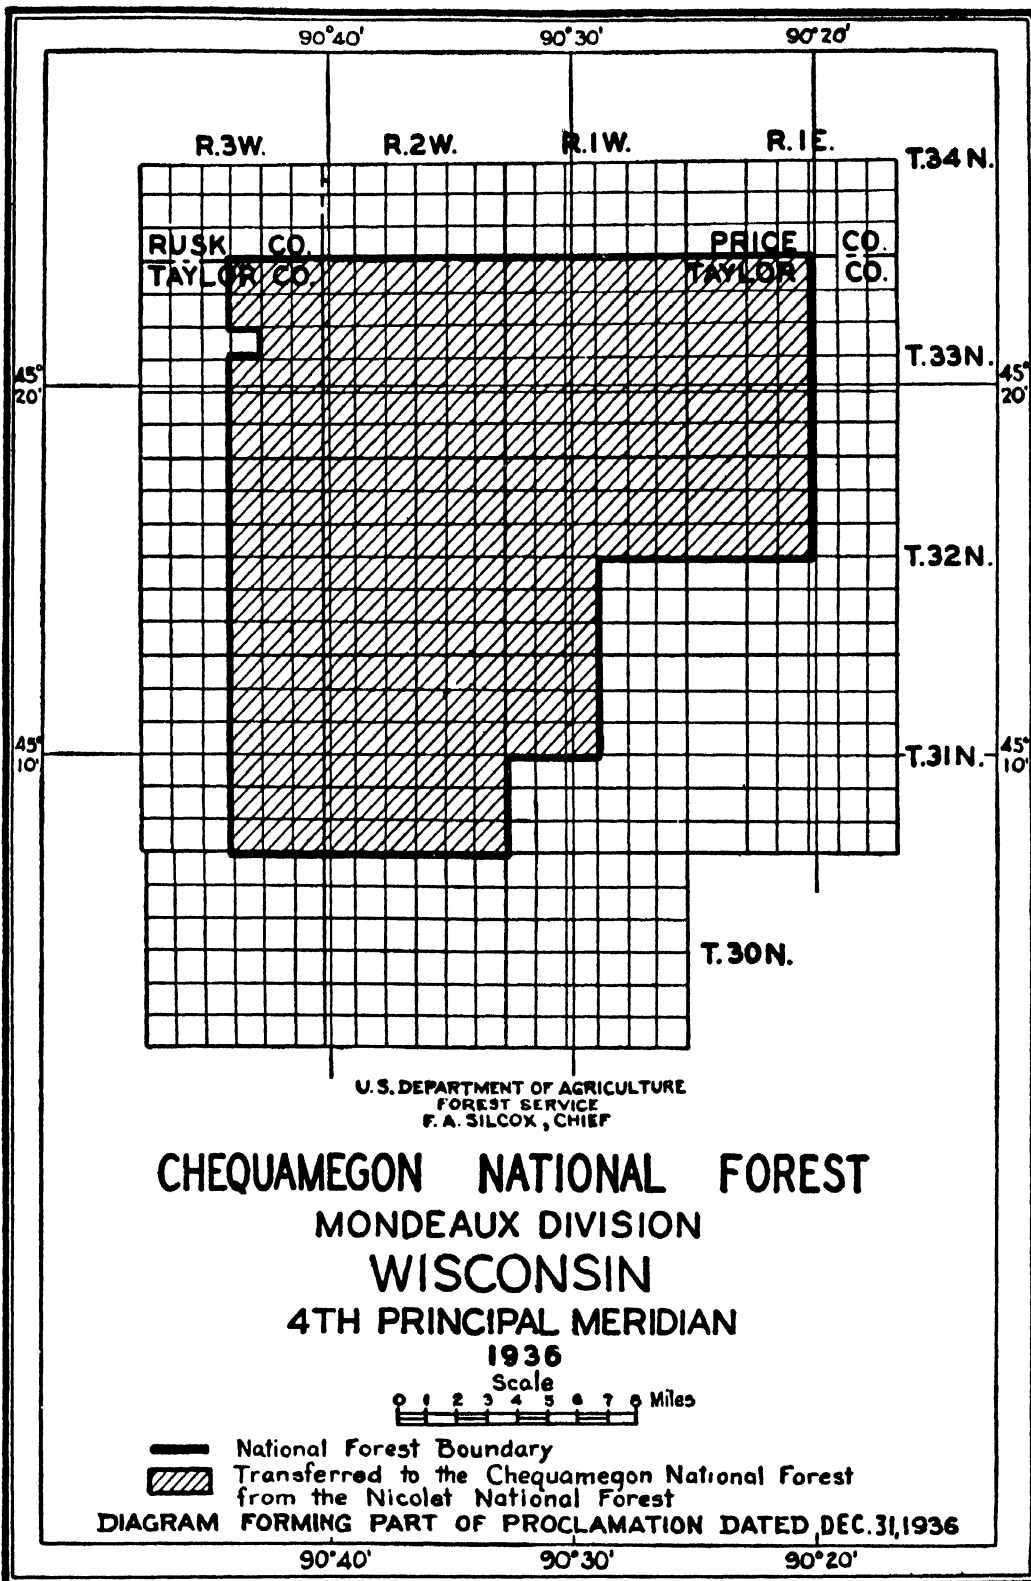 90°40' 90°30' 90°20'
R.3W. R.2W. R.1W. R.1E.
T.34N.
RUSK CO. PRICE CO.
TAYLOR CO. TAYLOR CO.
T.33N.
45° 20' 45° 20'
T.32N.
45° 10' T.31N. 45° 10'
T.30N.
U.S. DEPARTMENT OF AGRICULTURE
FOREST SERVICE
F.A. SILCOX, CHIEF
CHEQUAMEGON NATIONAL FOREST
MONDEAUX DIVISION
WISCONSIN
4TH PRINCIPAL MERIDIAN
1936
Scale
0 1 2 3 4 5 6 7 8 Miles
National Forest Boundary
Transferred to the Chequamegon National Forest
from the Nicolet National Forest
DIAGRAM FORMING PART OF PROCLAMATION DATED, DEC. 31, 1936
90°40' 90°30' 90°20'